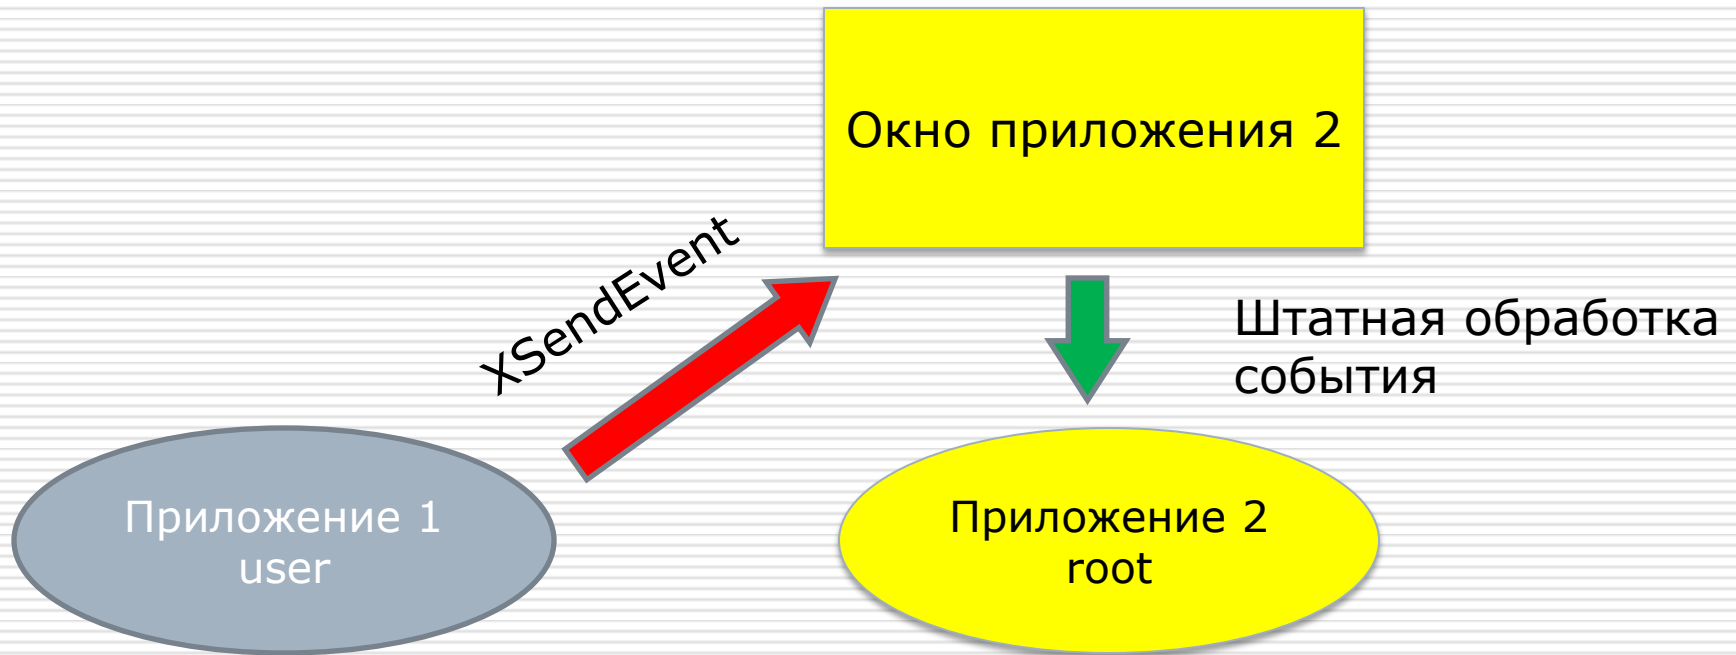 Окно приложения 2
XSendEvent
Штатная обработка
события
Приложение 1
user
Приложение 2
root